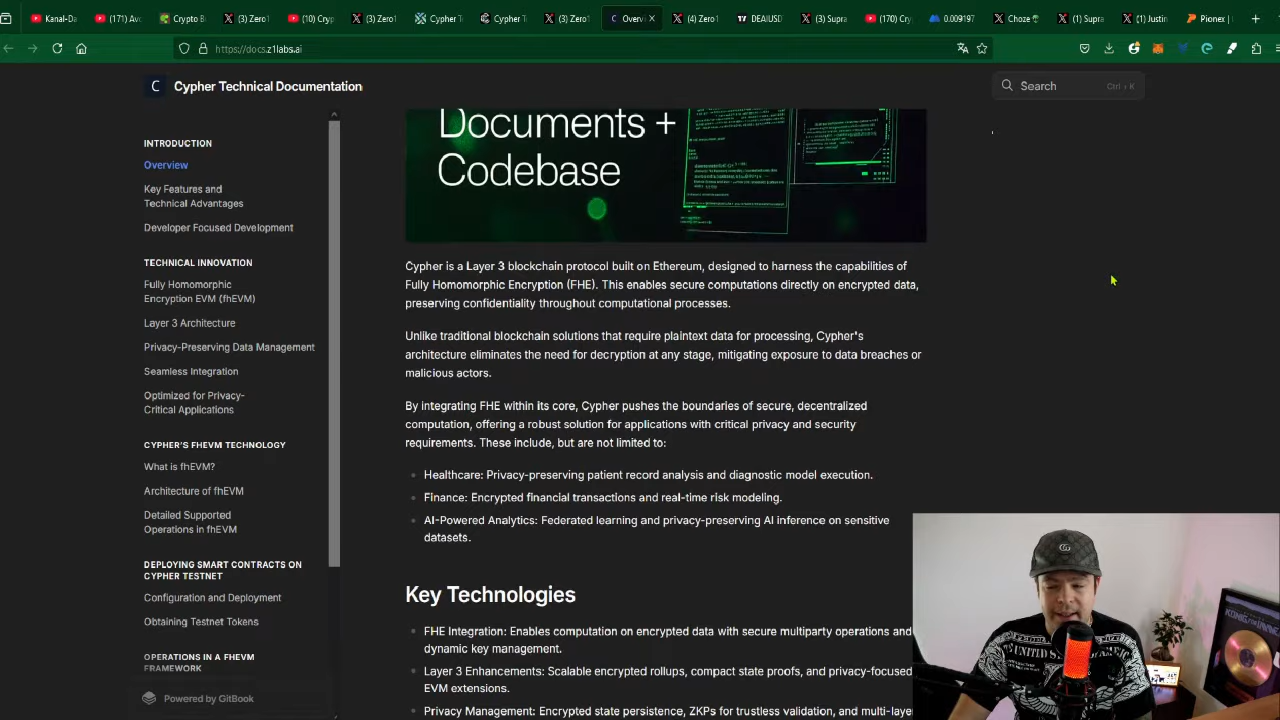 Kanal-Da
(171) Avo
Crypto B
(3) Zero1
(10) Cryp
(3) Zero1
Cypher T
Cypher T
(3) Zero1
Overv
(4) Zero1
DEAIUSD
(3) Supra
(170) Cry
0.009197
Choze
(1) Supra
(1) Justin
Pionex |
https://docs.z1labs.ai
C Cypher Technical Documentation
Search Ctrl + K
INTRODUCTION
Overview
Key Features and
Technical Advantages
Developer Focused Development
TECHNICAL INNOVATION
Fully Homomorphic
Encryption EVM (fhEVM)
Layer 3 Architecture
Privacy-Preserving Data Management
Seamless Integration
Optimized for Privacy-
Critical Applications
CYPHER'S FHEVM TECHNOLOGY
What is fhEVM?
Architecture of fhEVM
Detailed Supported
Operations in fhEVM
DEPLOYING SMART CONTRACTS ON
CYPHER TESTNET
Configuration and Deployment
Obtaining Testnet Tokens
OPERATIONS IN A FHEVM
FRAMEWORK
Powered by GitBook
Documents +
Codebase
Cypher is a Layer 3 blockchain protocol built on Ethereum, designed to harness the capabilities of
Fully Homomorphic Encryption (FHE). This enables secure computations directly on encrypted data,
preserving confidentiality throughout computational processes.
Unlike traditional blockchain solutions that require plaintext data for processing, Cypher's
architecture eliminates the need for decryption at any stage, mitigating exposure to data breaches or
malicious actors.
By integrating FHE within its core, Cypher pushes the boundaries of secure, decentralized
computation, offering a robust solution for applications with critical privacy and security
requirements. These include, but are not limited to:
Healthcare: Privacy-preserving patient record analysis and diagnostic model execution.
Finance: Encrypted financial transactions and real-time risk modeling.
AI-Powered Analytics: Federated learning and privacy-preserving AI inference on sensitive
datasets.
Key Technologies
FHE Integration: Enables computation on encrypted data with secure multiparty operations and
dynamic key management.
Layer 3 Enhancements: Scalable encrypted rollups, compact state proofs, and privacy-focused
EVM extensions.
Privacy Management: Encrypted state persistence, ZKPs for trustless validation, and multi-laye